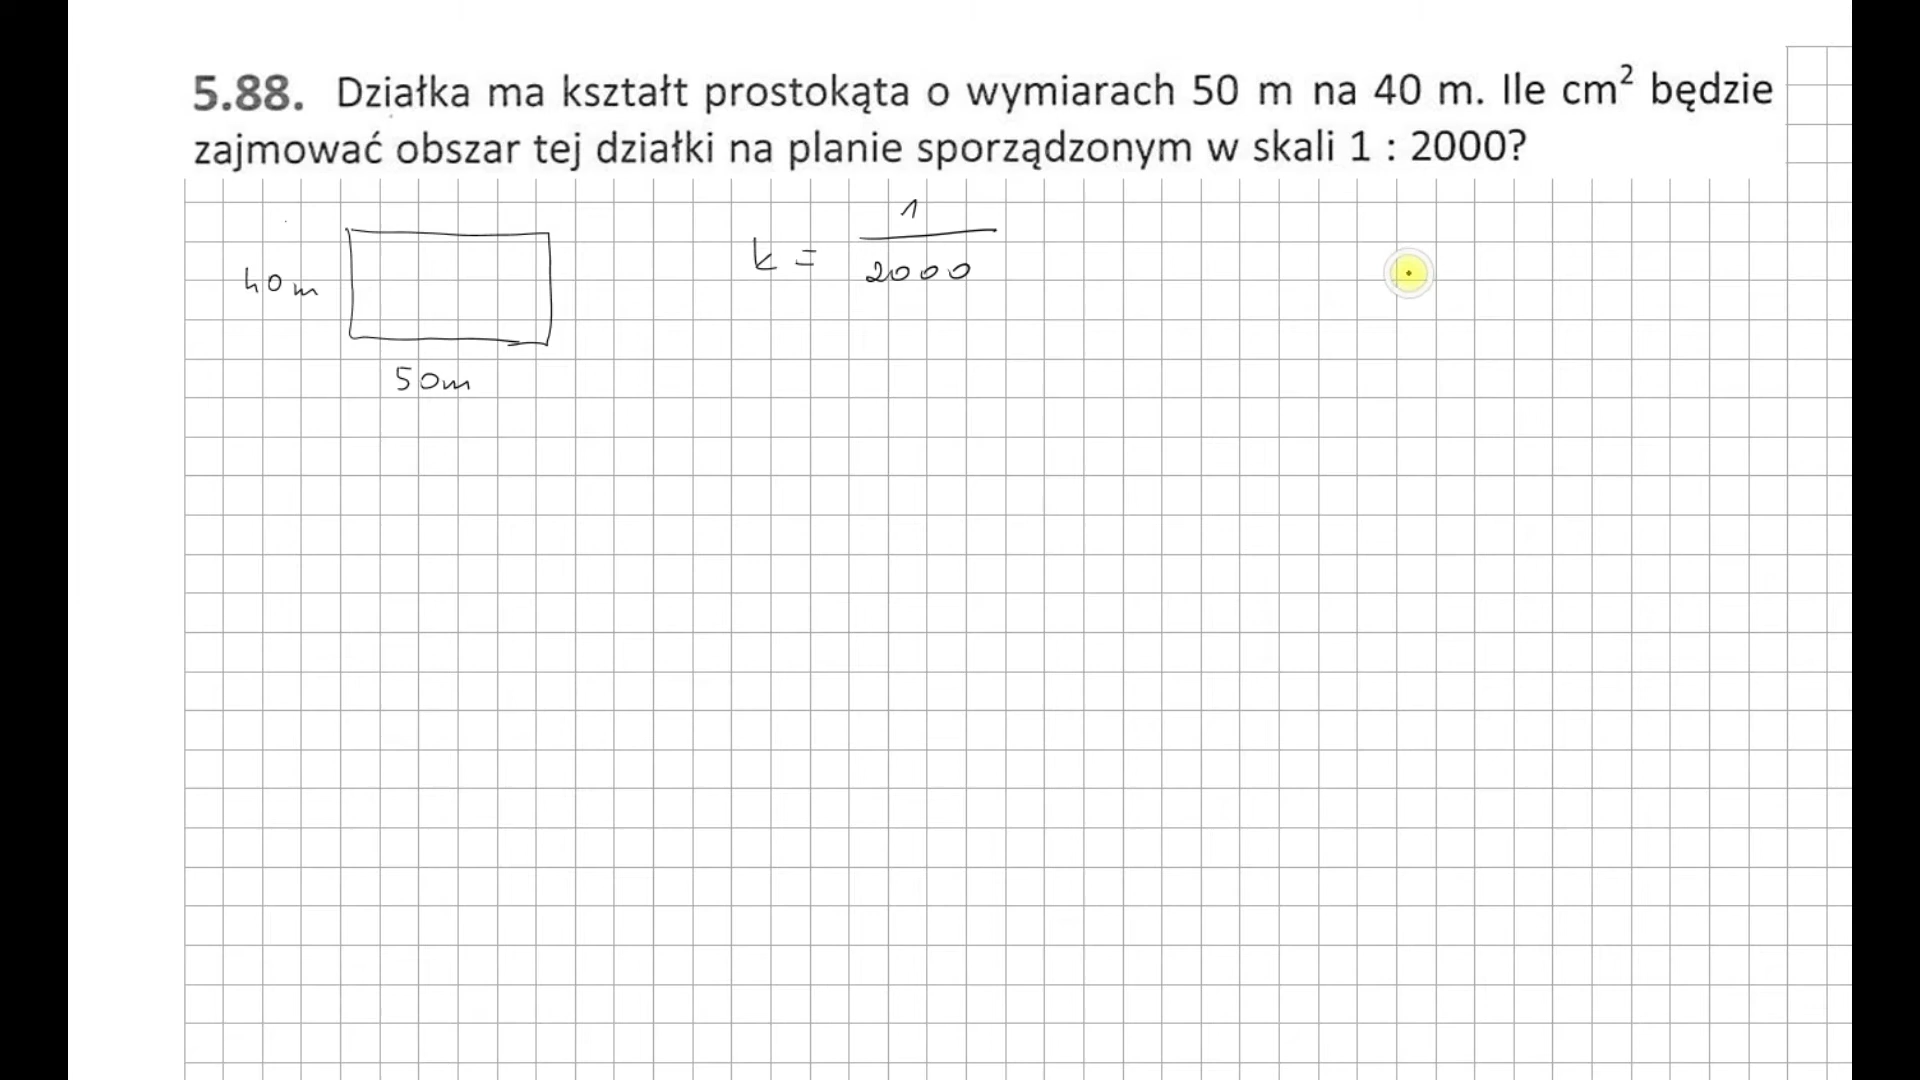 5.88. Działka ma kształt prostokąta o wymiarach 50 m na 40 m. Ile cm² będzie
zajmować obszar tej działki na planie sporządzonym w skali 1 : 2000?
40m
50m
k = 1/2000